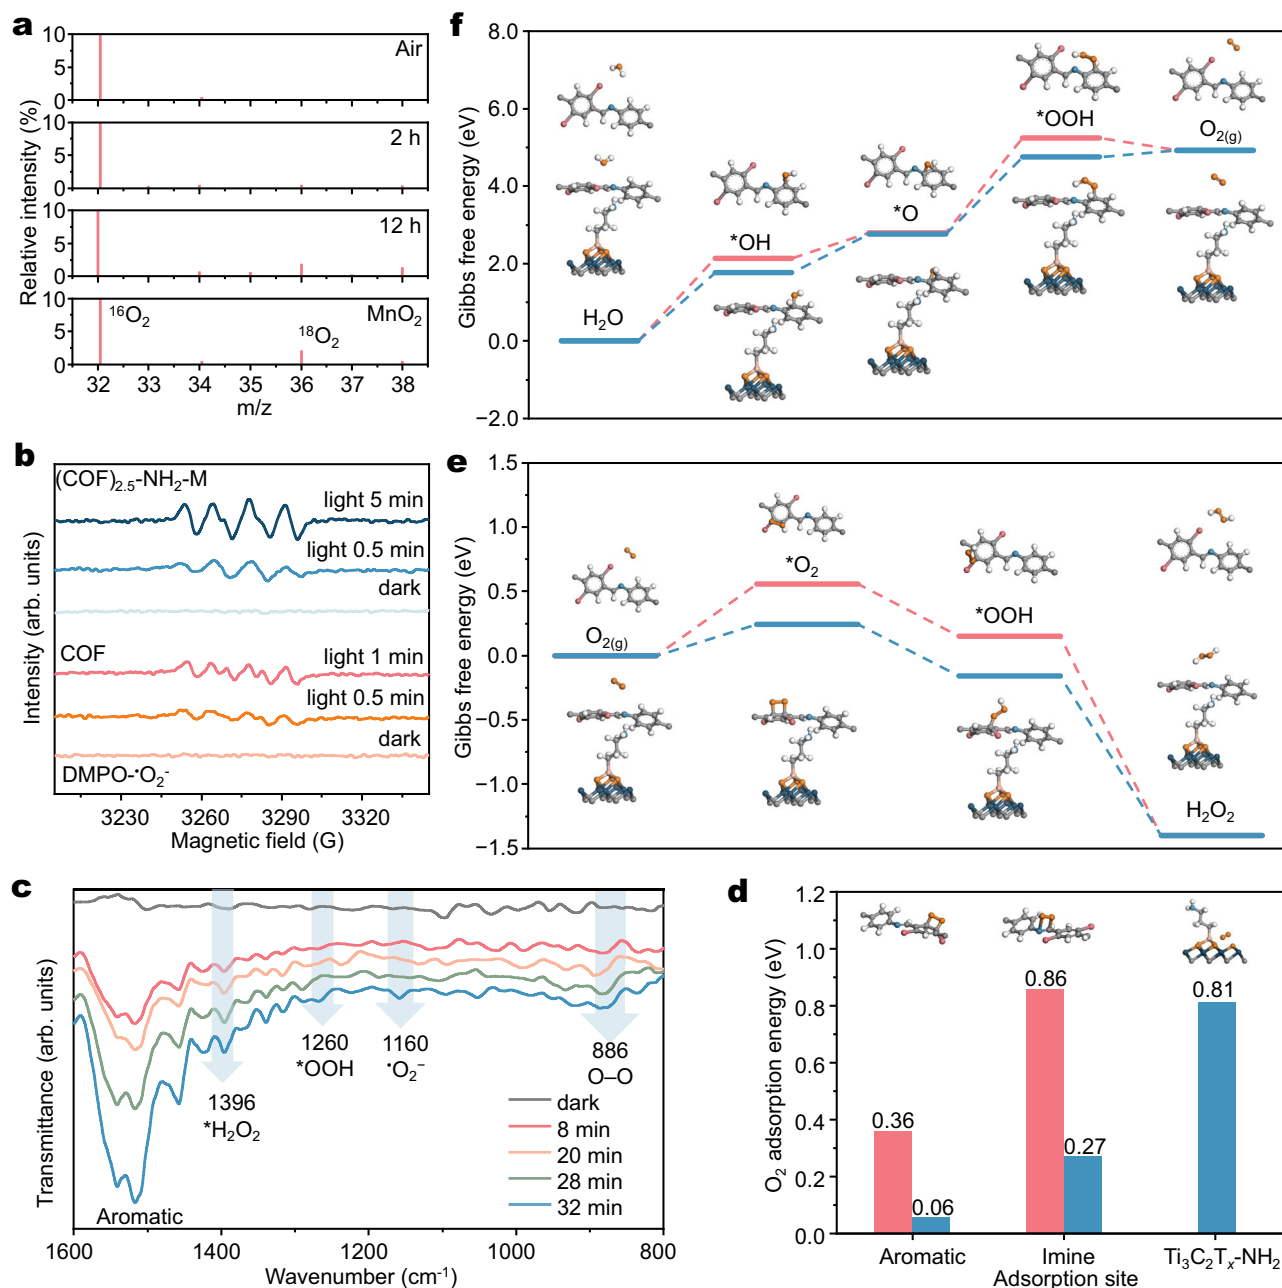 a
Relative intensity (%)
10
5
0
Air
10
5
0
2 h
10
5
0
12 h
10
5
0
¹⁶O₂
¹⁸O₂
MnO₂
32 33 34 35 36 37 38
m/z
b
Intensity (arb. units)
(COF)₂.₅-NH₂-M
light 5 min
light 0.5 min
dark
COF
light 1 min
light 0.5 min
dark
DMPO-•O₂⁻
3230 3260 3290 3320
Magnetic field (G)
c
Transmittance (arb. units)
1396
*H₂O₂
1260
*OOH
1160
•O₂⁻
886
O–O
dark
8 min
20 min
28 min
32 min
Aromatic
1600 1400 1200 1000 800
Wavenumber (cm⁻¹)
f
Gibbs free energy (eV)
8.0
6.0
4.0
2.0
0.0
−2.0
H₂O
*OH
*O
*OOH
O₂₍g₎
e
Gibbs free energy (eV)
1.5
1.0
0.5
0.0
−0.5
−1.0
−1.5
O₂₍g₎
*O₂
*OOH
H₂O₂
d
O₂ adsorption energy (eV)
1.2
1.0
0.8
0.6
0.4
0.2
0.0
0.36
0.06
0.86
0.27
0.81
Aromatic
Imine
Ti₃C₂Tₓ-NH₂
Adsorption site